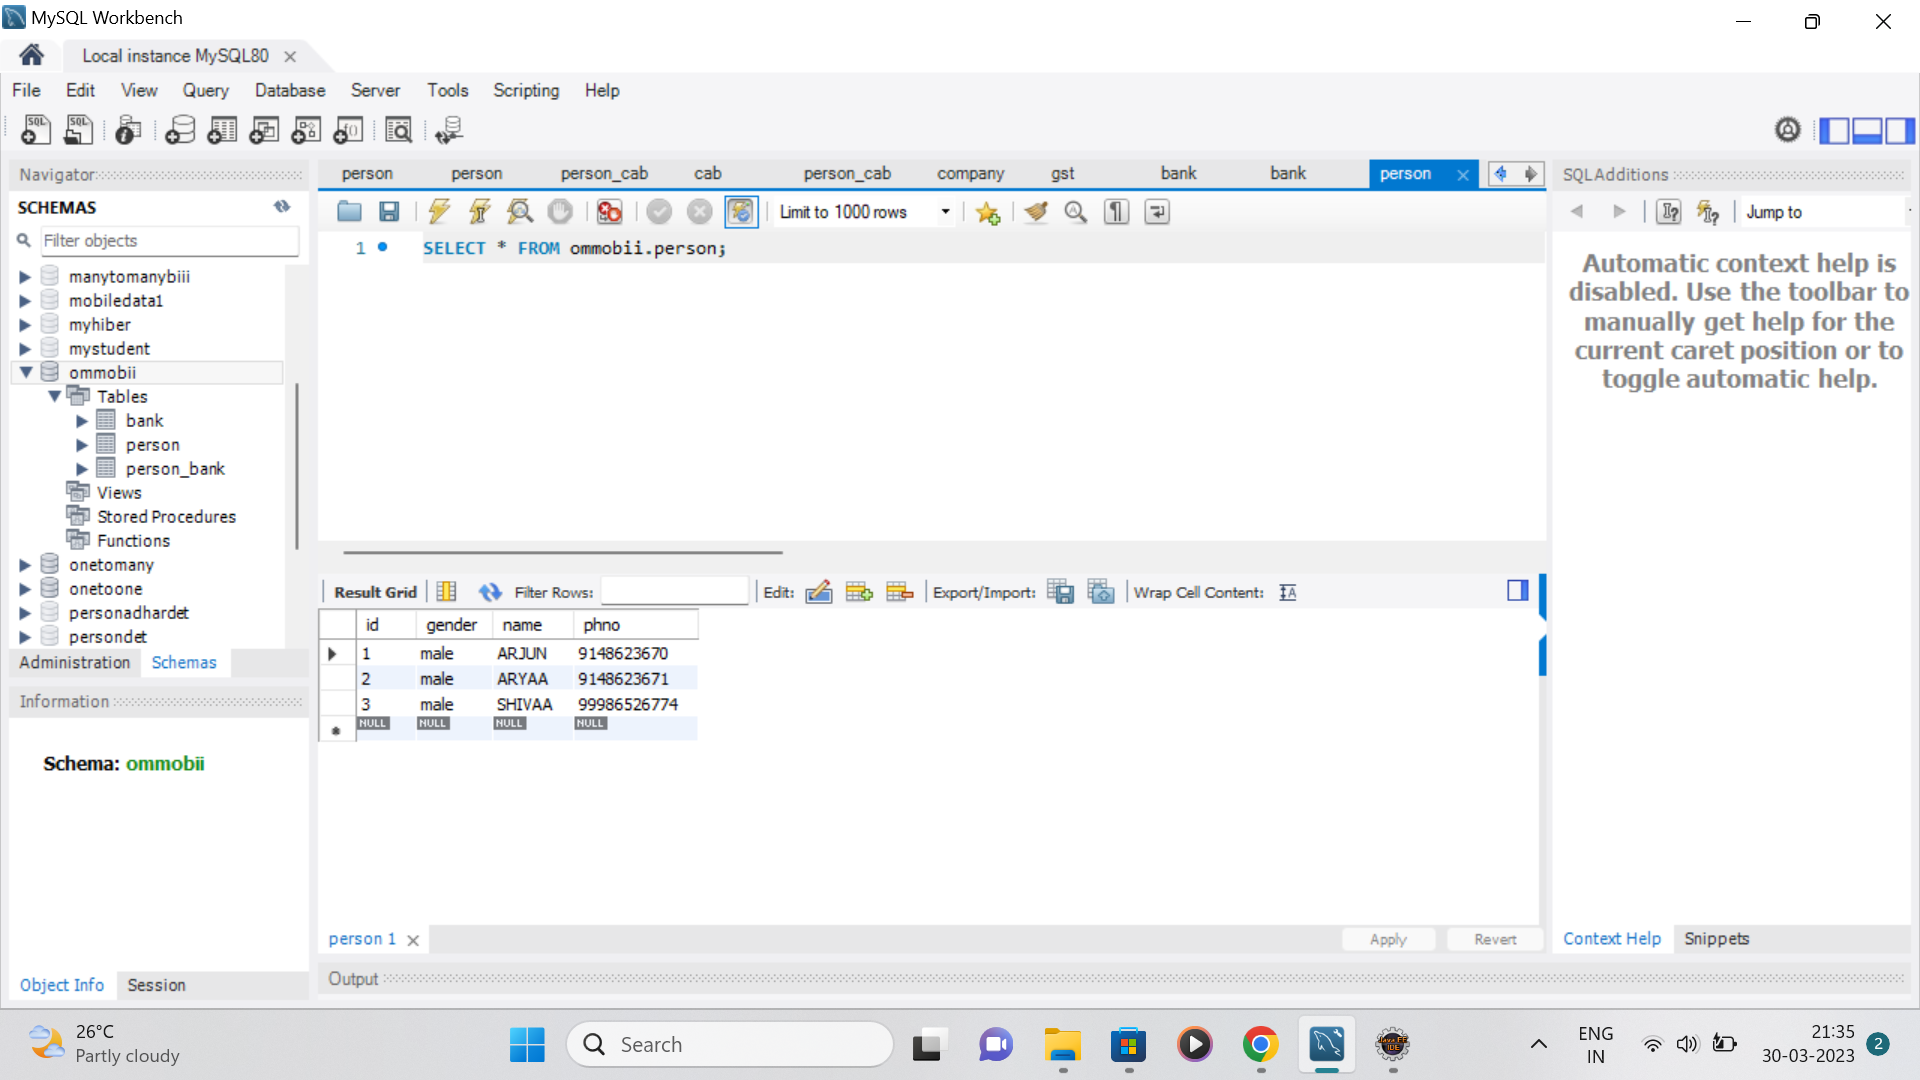 MySQL Workbench
Local instance MySQL80
File Edit View Query Database Server Tools Scripting Help
Navigator
SCHEMAS
Filter objects
manytomanybiii
mobiledata1
myhiber
mystudent
ommobii
Tables
bank
person
person_bank
Views
Stored Procedures
Functions
onetomany
onetoone
personadhardet
persondet
Administration Schemas
Information
Schema: ommobii
Object Info Session
person person person_cab cab person_cab company gst bank bank person
Limit to 1000 rows
1 SELECT * FROM ommobii.person;
Result Grid Filter Rows: Edit: Export/Import: Wrap Cell Content:
id gender name phno
1 male ARJUN 9148623670
2 male ARYAA 9148623671
3 male SHIVAA 99986526774
NULL NULL NULL NULL
person 1
Apply Revert
Output
SQLAdditions
Jump to
Automatic context help is
disabled. Use the toolbar to
manually get help for the
current caret position or to
toggle automatic help.
Context Help Snippets
26°C
Partly cloudy
Search
ENG
IN
21:35
30-03-2023
2